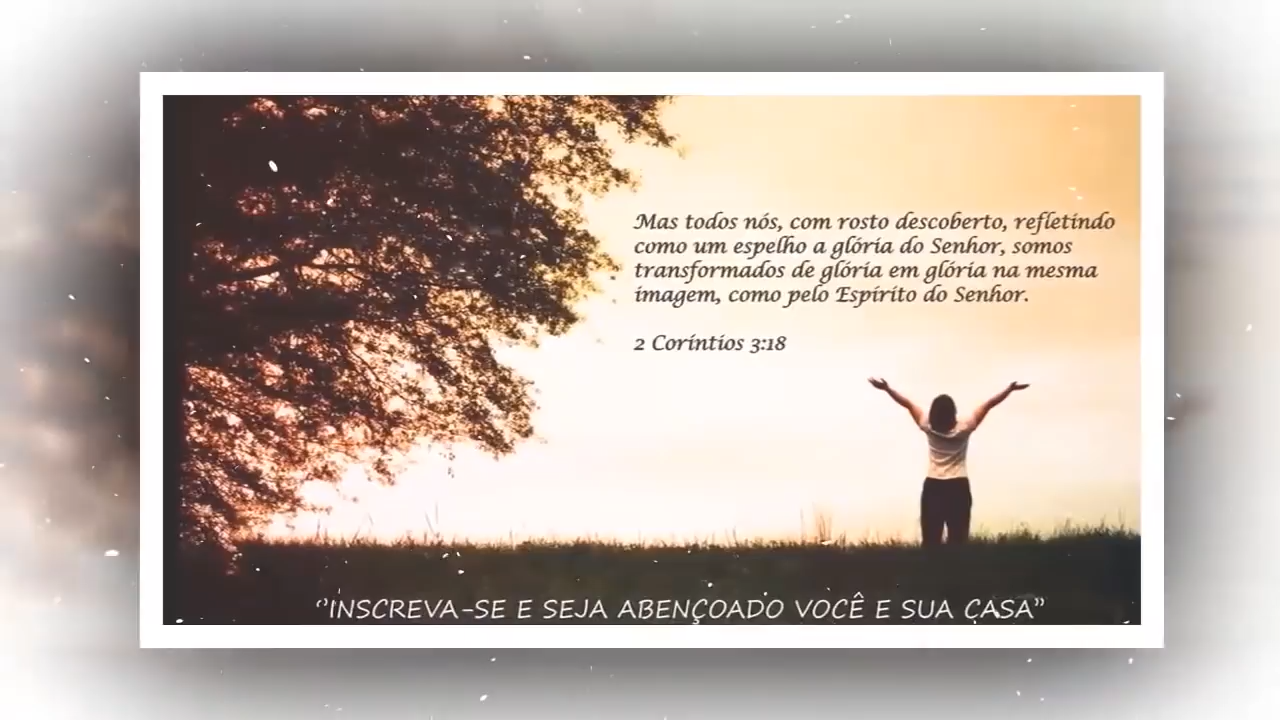 Mas todos nós, com rosto descoberto, refletindo
como um espelho a glória do Senhor, somos
transformados de glória em glória na mesma
imagem, como pelo Espírito do Senhor.
2 Coríntios 3:18
“INSCREVA-SE E SEJA ABENÇOADO VOCÊ E SUA CASA”